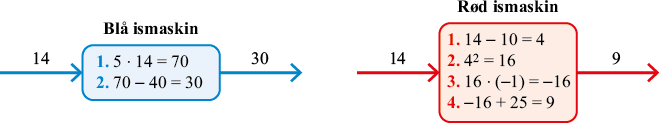 Blå ismaskin
14
1. 5 · 14 = 70
2. 70 − 40 = 30
30
Rød ismaskin
14
1. 14 − 10 = 4
2. 4² = 16
3. 16 · (−1) = −16
4. −16 + 25 = 9
9